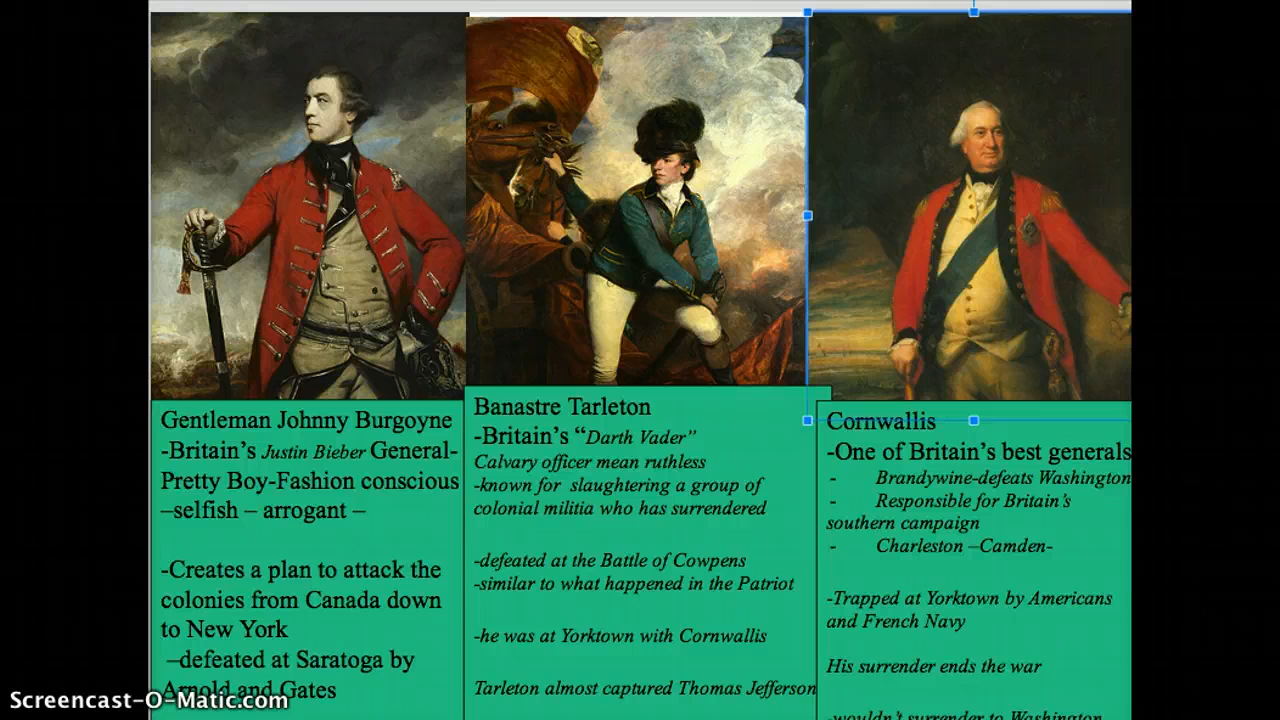 Gentleman Johnny Burgoyne
-Britain's Justin Bieber General-
Pretty Boy-Fashion conscious
–selfish – arrogant –
-Creates a plan to attack the
colonies from Canada down
to New York
–defeated at Saratoga by
Arnold and Gates
Banastre Tarleton
-Britain's “Darth Vader”
Calvary officer mean ruthless
-known for slaughtering a group of
colonial militia who has surrendered
-defeated at the Battle of Cowpens
-similar to what happened in the Patriot
-he was at Yorktown with Cornwallis
Tarleton almost captured Thomas Jefferson
Cornwallis
-One of Britain's best generals
- Brandywine-defeats Washington
- Responsible for Britain's
southern campaign
- Charleston –Camden-
-Trapped at Yorktown by Americans
and French Navy
His surrender ends the war
-wouldn't surrender to Washington
Screencast-O-Matic.com